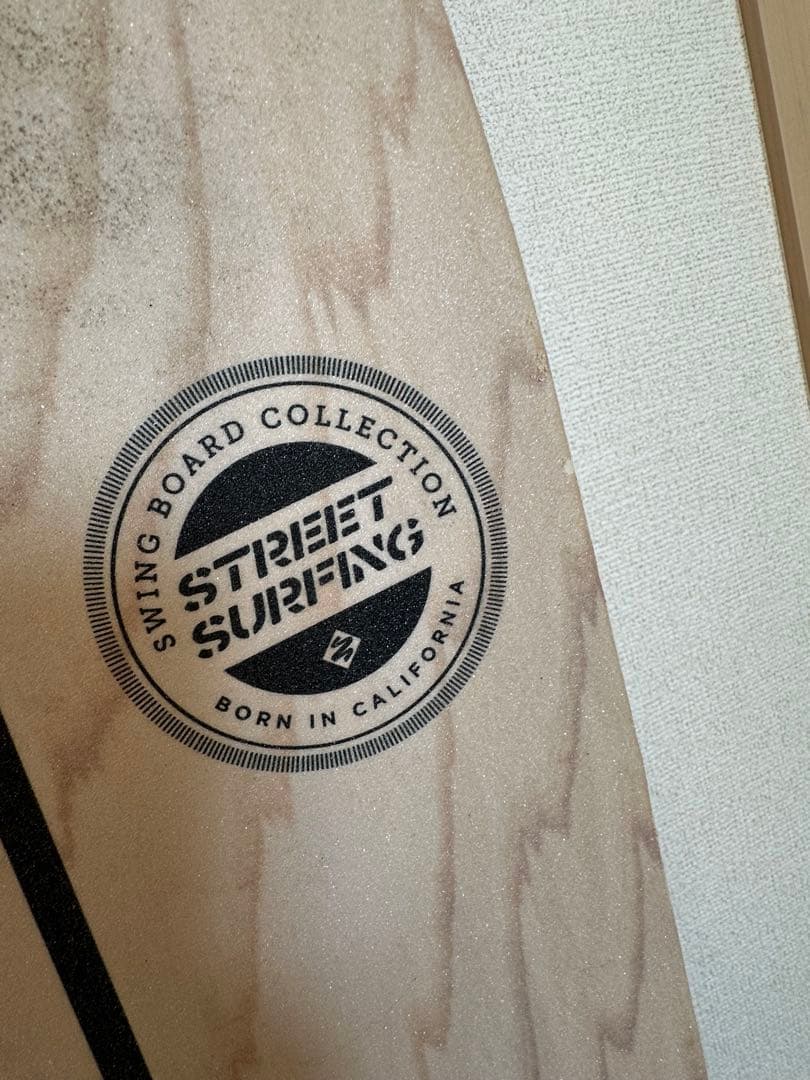 SWING BOARD COLLECTION
STREET
SURFING
BORN IN CALIFORNIA